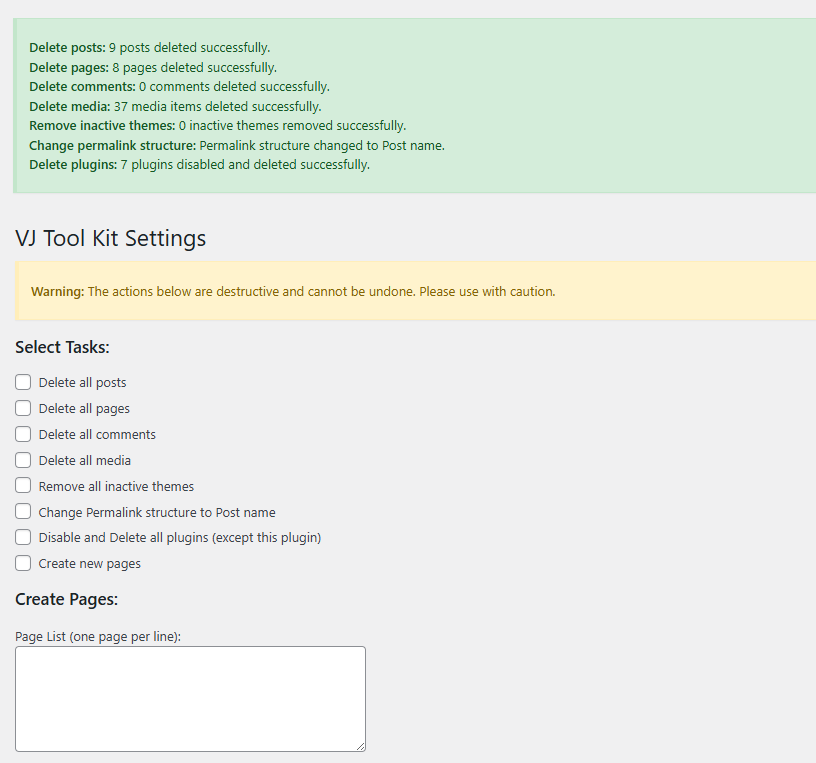 Delete posts: 9 posts deleted successfully.
Delete pages: 8 pages deleted successfully.
Delete comments: 0 comments deleted successfully.
Delete media: 37 media items deleted successfully.
Remove inactive themes: 0 inactive themes removed successfully.
Change permalink structure: Permalink structure changed to Post name.
Delete plugins: 7 plugins disabled and deleted successfully.
VJ Tool Kit Settings
Warning: The actions below are destructive and cannot be undone. Please use with caution.
Select Tasks:
Delete all posts
Delete all pages
Delete all comments
Delete all media
Remove all inactive themes
Change Permalink structure to Post name
Disable and Delete all plugins (except this plugin)
Create new pages
Create Pages:
Page List (one page per line):